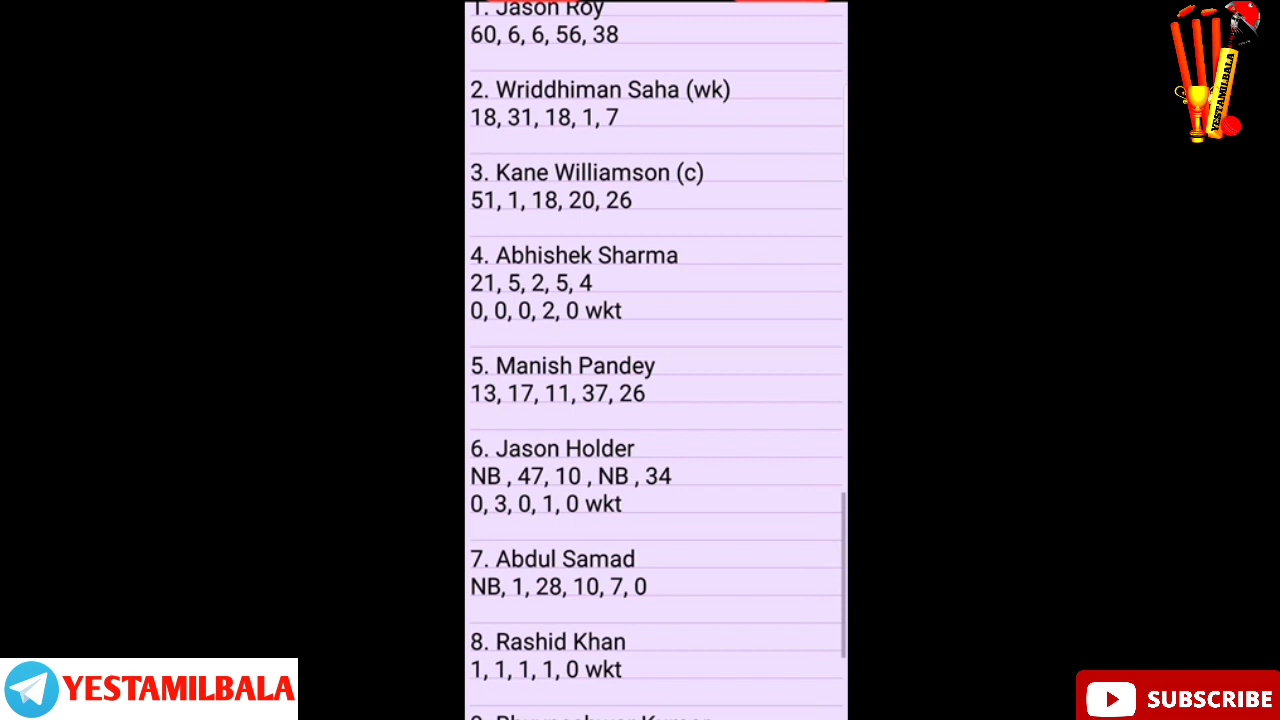 1. Jason Roy
60, 6, 6, 56, 38
2. Wriddhiman Saha (wk)
18, 31, 18, 1, 7
3. Kane Williamson (c)
51, 1, 18, 20, 26
4. Abhishek Sharma
21, 5, 2, 5, 4
0, 0, 0, 2, 0 wkt
5. Manish Pandey
13, 17, 11, 37, 26
6. Jason Holder
NB , 47, 10 , NB , 34
0, 3, 0, 1, 0 wkt
7. Abdul Samad
NB, 1, 28, 10, 7, 0
8. Rashid Khan
1, 1, 1, 1, 0 wkt
YESTAMILBALA
YESTAMILBALA
SUBSCRIBE